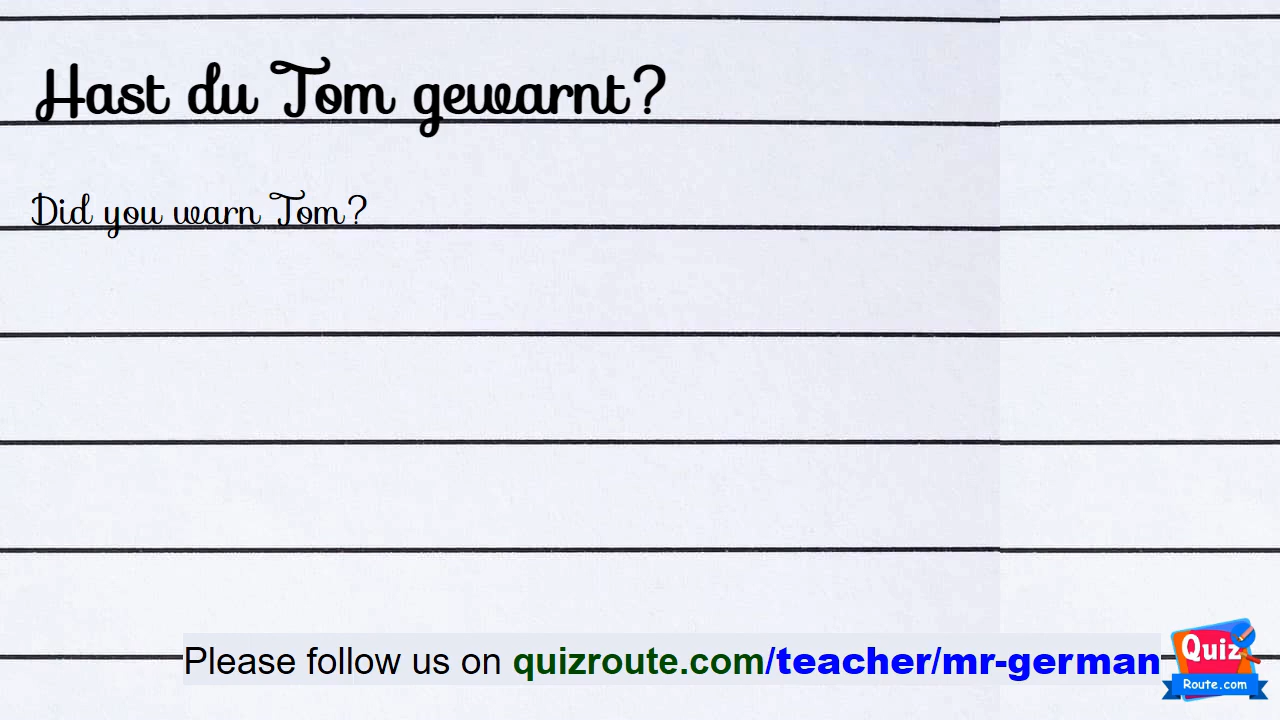 Hast du Tom gewarnt?
Did you warn Tom?
Please follow us on quizroute.com/teacher/mr-german
Quiz
Route.com